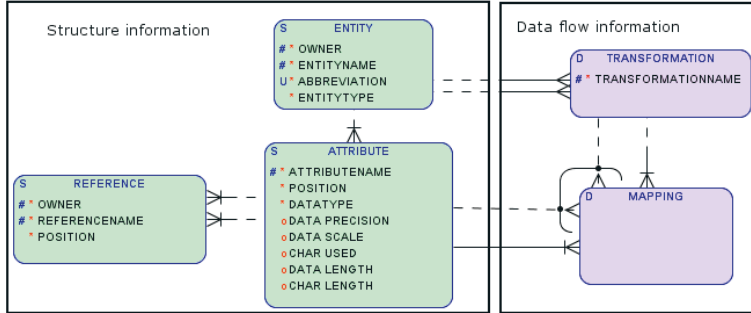 Structure information
S ENTITY
# * OWNER
# * ENTITYNAME
U * ABBREVIATION
* ENTITYTYPE
S ATTRIBUTE
# * ATTRIBUTENAME
* POSITION
* DATATYPE
o DATA PRECISION
o DATA SCALE
o CHAR USED
o DATA LENGTH
o CHAR LENGTH
S REFERENCE
# * OWNER
# * REFERENCENAME
* POSITION
Data flow information
D TRANSFORMATION
# * TRANSFORMATIONNAME
D MAPPING